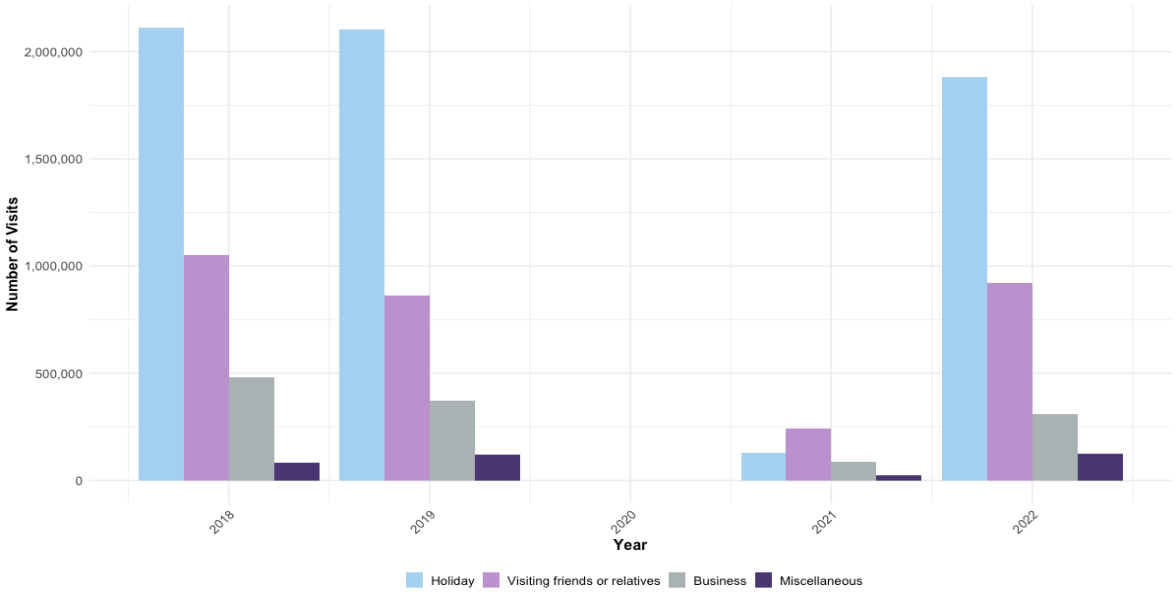 2,000,000
1,500,000
1,000,000
500,000
0
Number of Visits
2018 2019 2020 2021 2022
Year
Holiday Visiting friends or relatives Business Miscellaneous